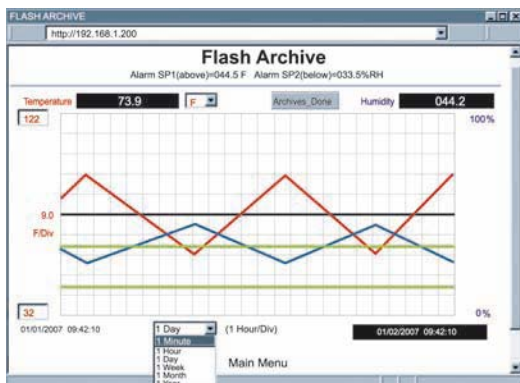 FLASH ARCHIVE
http://192.168.1.200
Flash Archive
Alarm SP1(above)=044.5 F Alarm SP2(below)=033.5%RH
Temperature 73.9 F Archives_Done Humidity 044.2
122 100%
9.0
F/Div
32 0%
01/01/2007 09:42:10 1 Day (1 Hour/Div) 01/02/2007 09:42:10
1 Minute
1 Hour
1 Day
1 Week
1 Month
1 Year
Main Menu